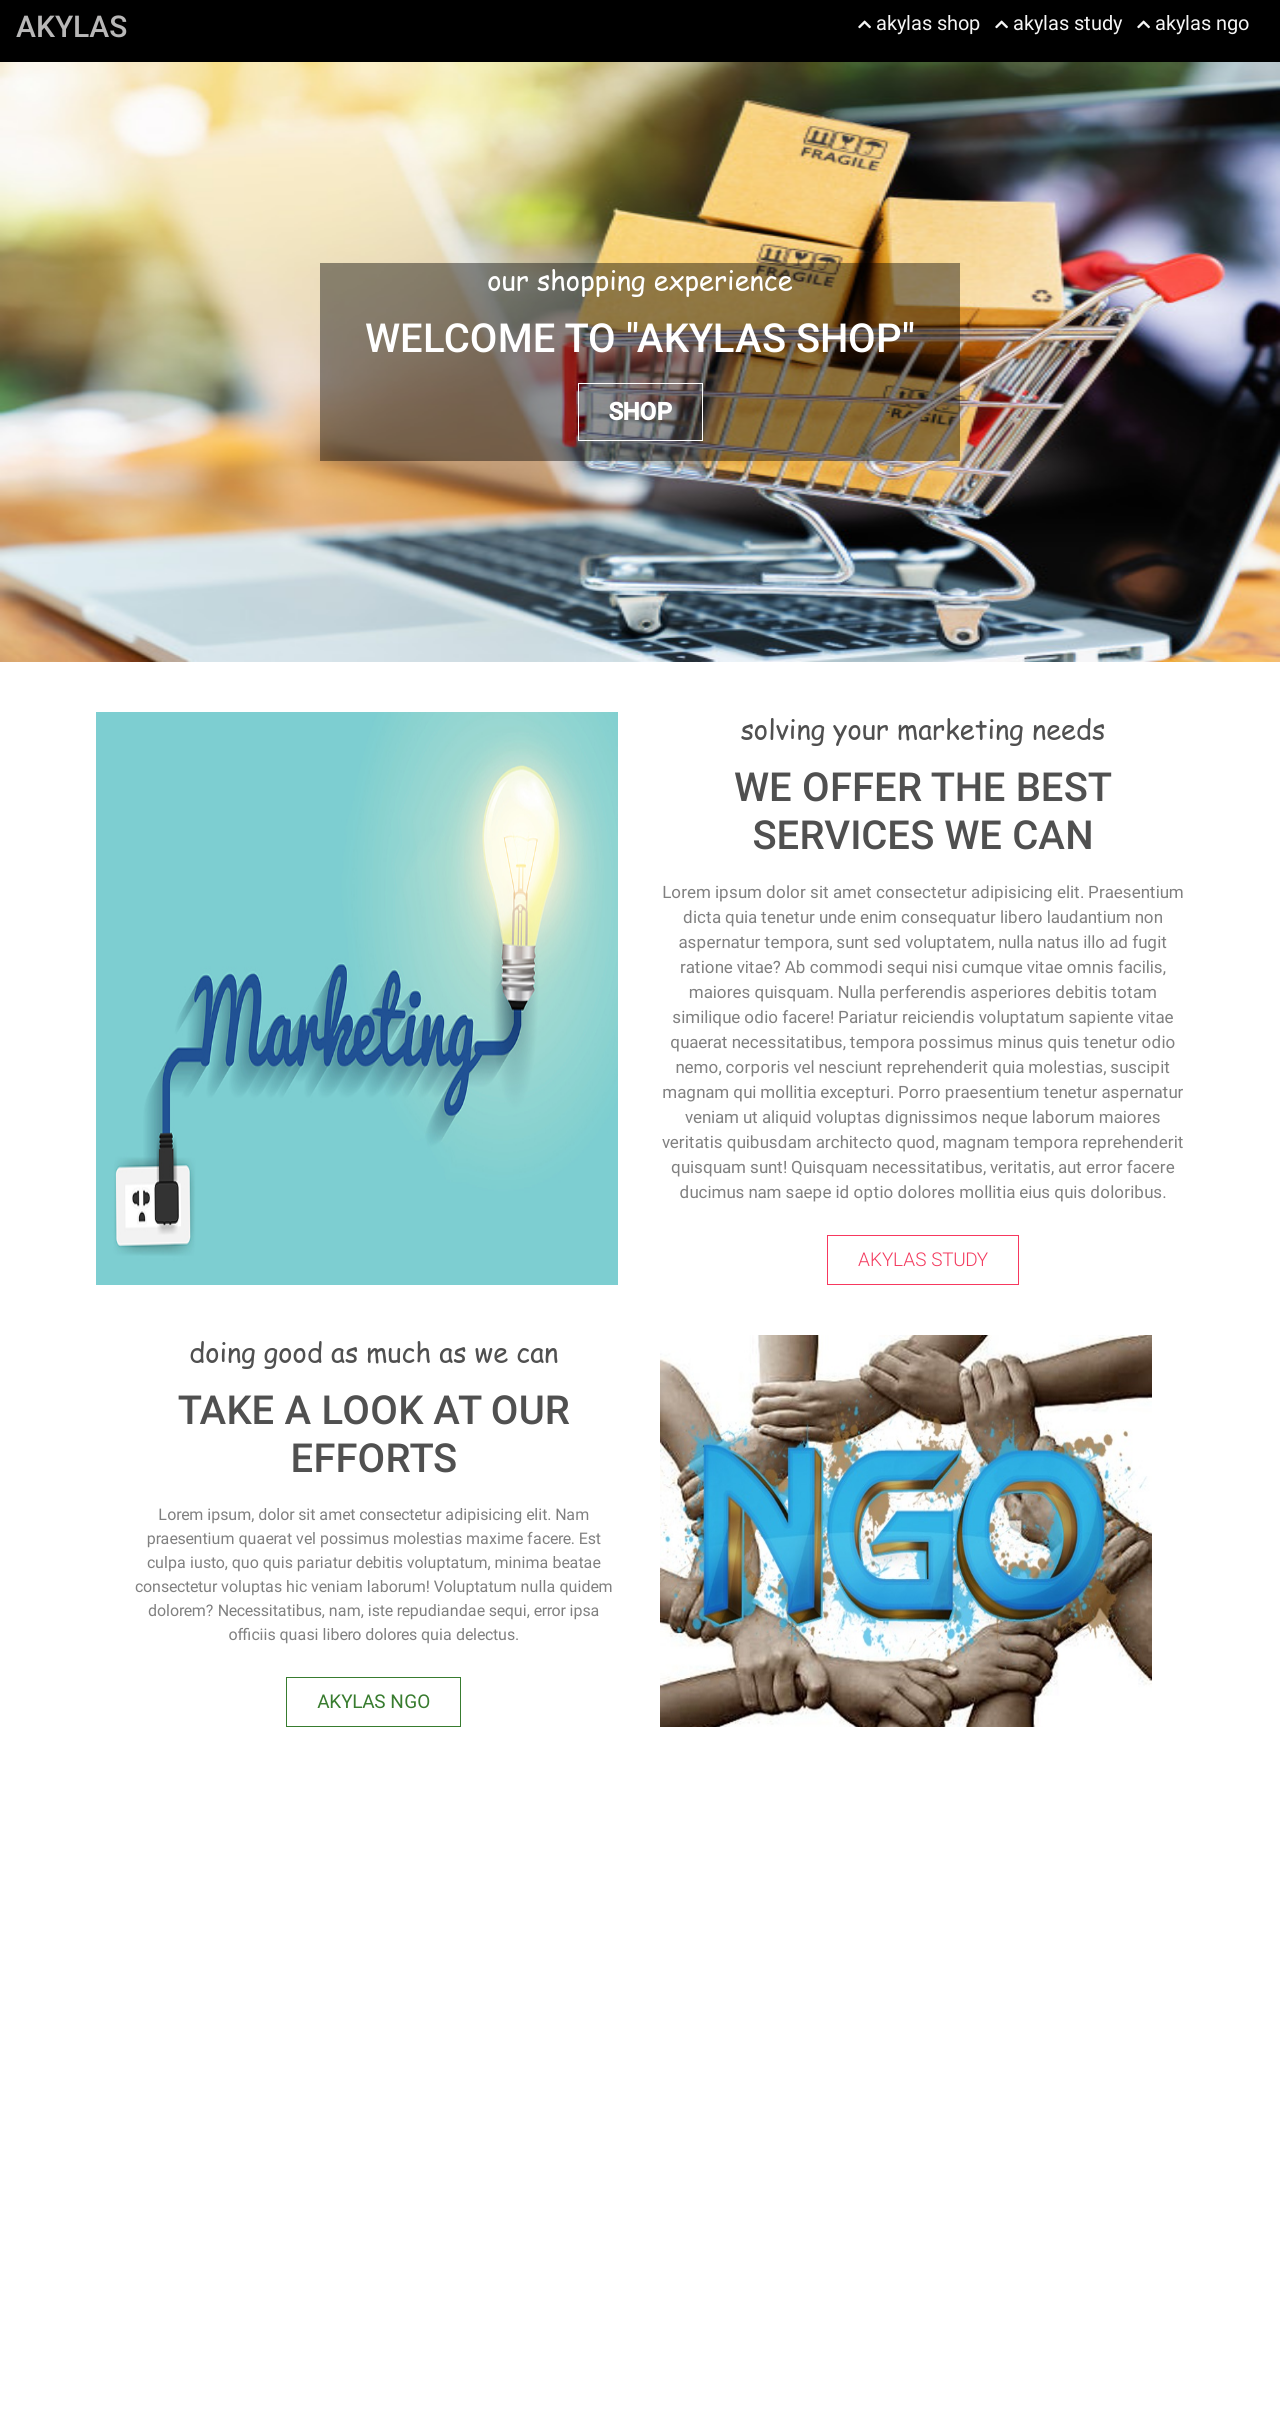 AKYLAS
akylas shop akylas study akylas ngo
FRAGILE
FRAGILE
our shopping experience
WELCOME TO "AKYLAS SHOP"
SHOP
FRAGILE
Marketing
solving your marketing needs
WE OFFER THE BEST
SERVICES WE CAN
Lorem ipsum dolor sit amet consectetur adipisicing elit. Praesentium
dicta quia tenetur unde enim consequatur libero laudantium non
aspernatur tempora, sunt sed voluptatem, nulla natus illo ad fugit
ratione vitae? Ab commodi sequi nisi cumque vitae omnis facilis,
maiores quisquam. Nulla perferendis asperiores debitis totam
similique odio facere! Pariatur reiciendis voluptatum sapiente vitae
quaerat necessitatibus, tempora possimus minus quis tenetur odio
nemo, corporis vel nesciunt reprehenderit quia molestias, suscipit
magnam qui mollitia excepturi. Porro praesentium tenetur aspernatur
veniam ut aliquid voluptas dignissimos neque laborum maiores
veritatis quibusdam architecto quod, magnam tempora reprehenderit
quisquam sunt! Quisquam necessitatibus, veritatis, aut error facere
ducimus nam saepe id optio dolores mollitia eius quis doloribus.
AKYLAS STUDY
doing good as much as we can
TAKE A LOOK AT OUR
EFFORTS
Lorem ipsum, dolor sit amet consectetur adipisicing elit. Nam
praesentium quaerat vel possimus molestias maxime facere. Est
culpa iusto, quo quis pariatur debitis voluptatum, minima beatae
consectetur voluptas hic veniam laborum! Voluptatum nulla quidem
dolorem? Necessitatibus, nam, iste repudiandae sequi, error ipsa
officiis quasi libero dolores quia delectus.
AKYLAS NGO
NGO